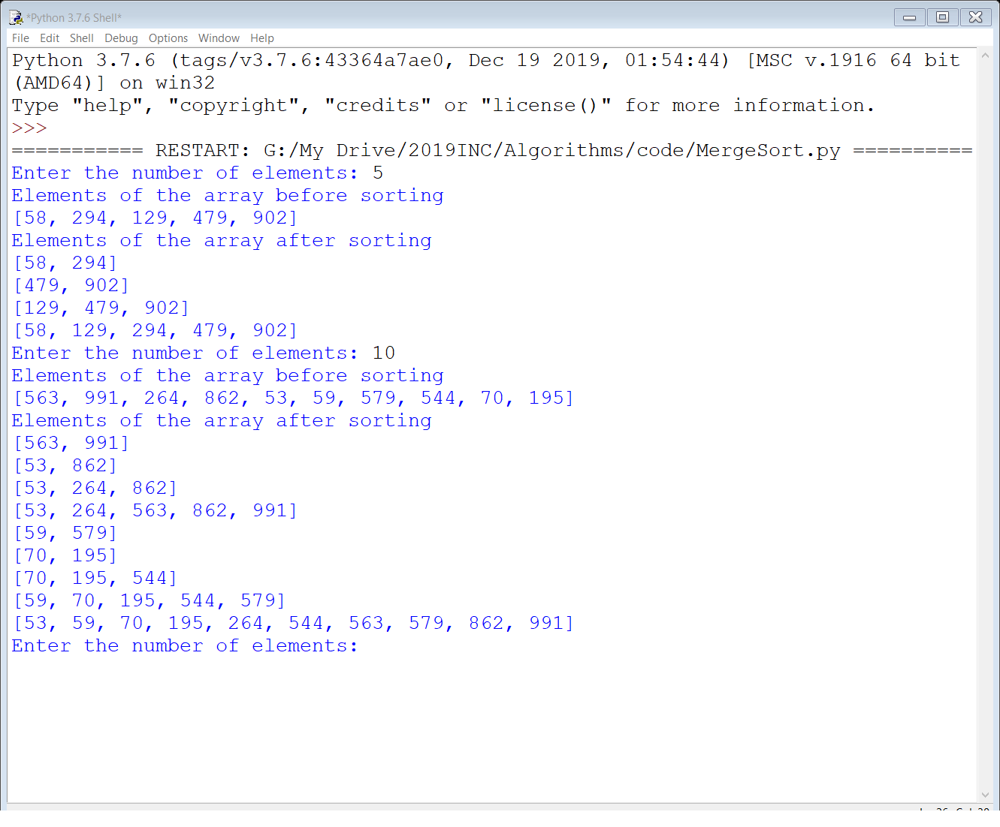 *Python 3.7.6 Shell*
File Edit Shell Debug Options Window Help
Python 3.7.6 (tags/v3.7.6:43364a7ae0, Dec 19 2019, 01:54:44) [MSC v.1916 64 bit
(AMD64)] on win32
Type "help", "copyright", "credits" or "license()" for more information.
>>>
=========== RESTART: G:/My Drive/2019INC/Algorithms/code/MergeSort.py ==========
Enter the number of elements: 5
Elements of the array before sorting
[58, 294, 129, 479, 902]
Elements of the array after sorting
[58, 294]
[479, 902]
[129, 479, 902]
[58, 129, 294, 479, 902]
Enter the number of elements: 10
Elements of the array before sorting
[563, 991, 264, 862, 53, 59, 579, 544, 70, 195]
Elements of the array after sorting
[563, 991]
[53, 862]
[53, 264, 862]
[53, 264, 563, 862, 991]
[59, 579]
[70, 195]
[70, 195, 544]
[59, 70, 195, 544, 579]
[53, 59, 70, 195, 264, 544, 563, 579, 862, 991]
Enter the number of elements: